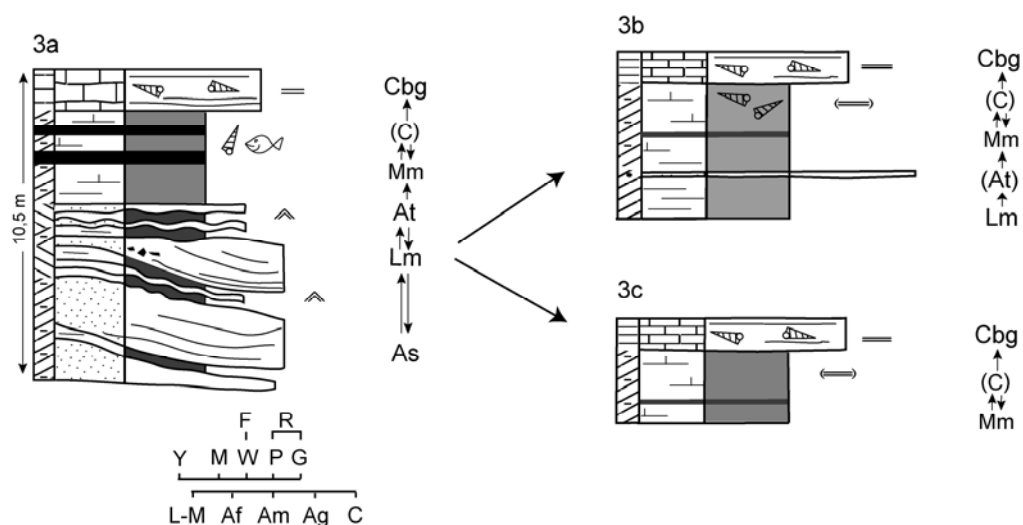 3a
10,5 m
Cbg
(C)
Mm
At
Lm
As
F R
Y M W P G
L-M Af Am Ag C
3b
Cbg
(C)
Mm
(At)
Lm
3c
Cbg
(C)
Mm